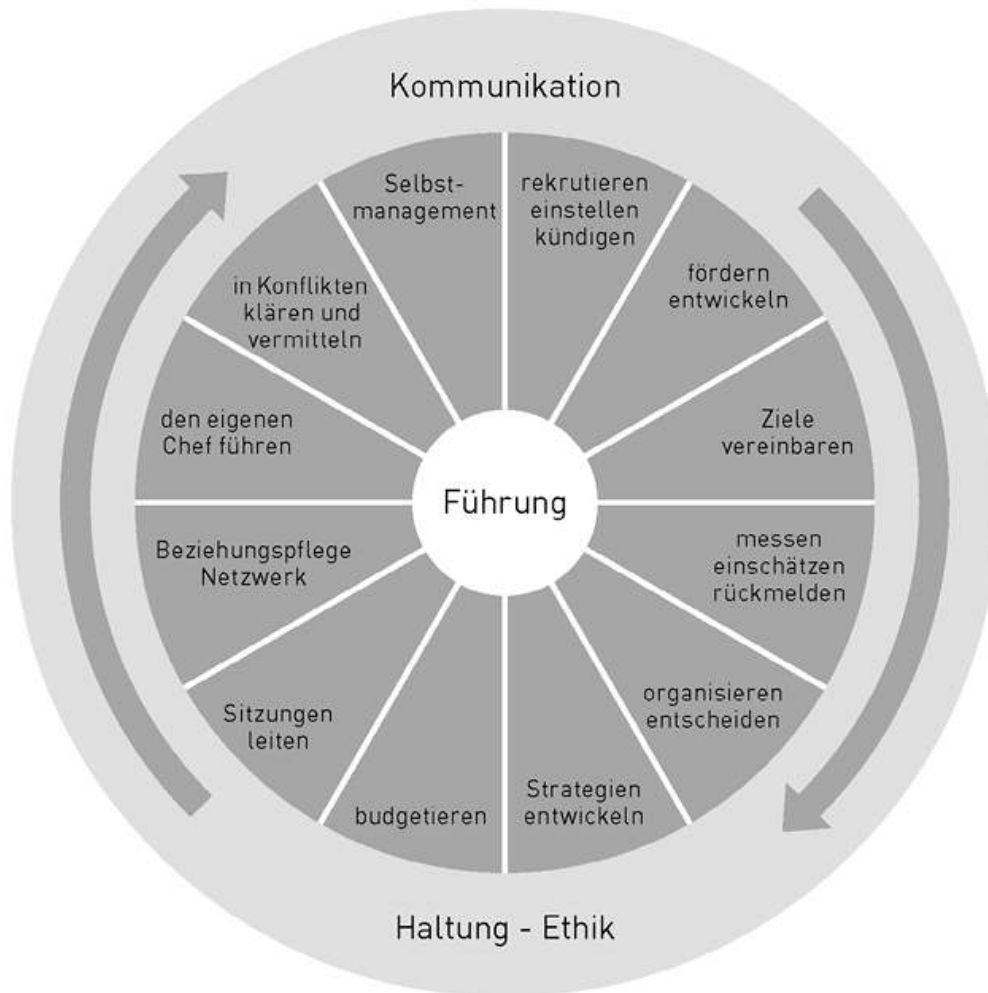 Kommunikation
rekrutieren
einstellen
kündigen
fördern
entwickeln
Ziele
vereinbaren
messen
einschätzen
rückmelden
organisieren
entscheiden
Strategien
entwickeln
budgetieren
Sitzungen
leiten
Beziehungspflege
Netzwerk
den eigenen
Chef führen
in Konflikten
klären und
vermitteln
Selbst-
management
Führung
Haltung - Ethik